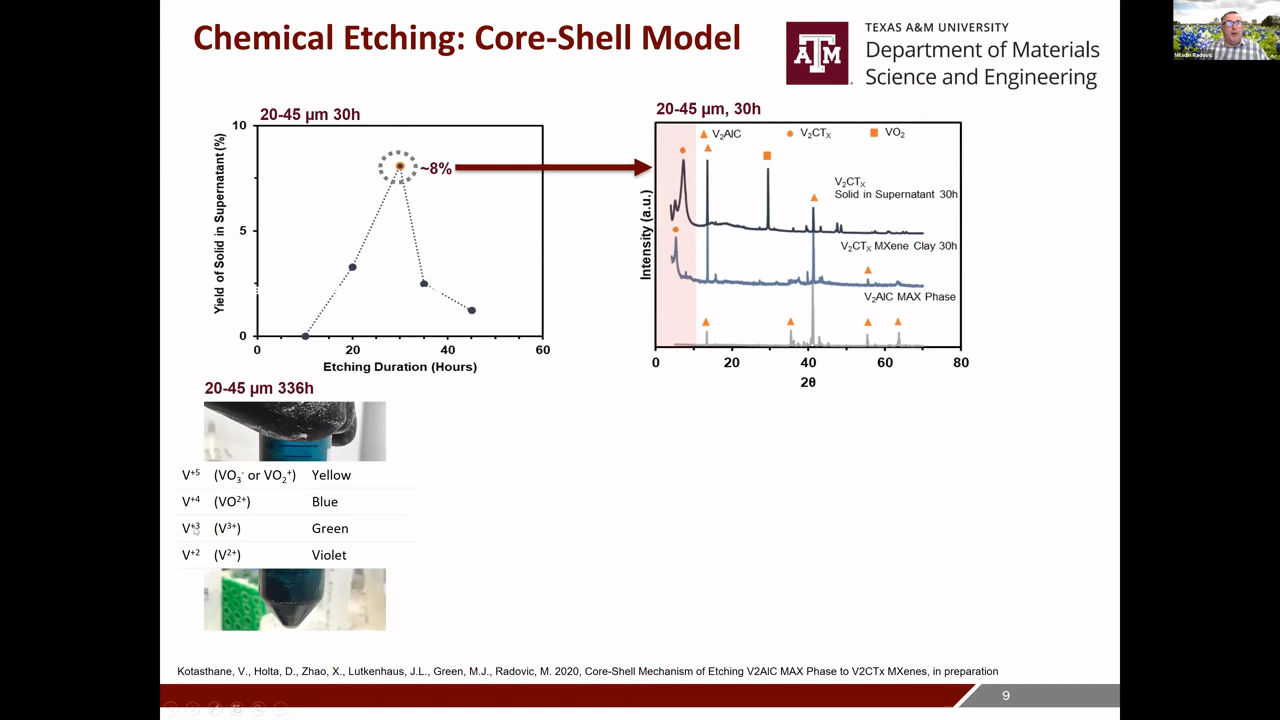 Chemical Etching: Core-Shell Model
ATM
TEXAS A&M UNIVERSITY
Department of Materials
Science and Engineering
Miladin Radovic
20-45 µm 30h
Yield of Solid in Supernatant (%)
10
5
0
~8%
0 20 40 60
Etching Duration (Hours)
20-45 µm, 30h
Intensity (a.u.)
V₂AlC V₂CTₓ VO₂
V₂CTₓ
Solid in Supernatant 30h
V₂CTₓ MXene Clay 30h
V₂AlC MAX Phase
0 20 40 60 80
2θ
20-45 µm 336h
V⁺⁵ (VO₃⁻ or VO₂⁺) Yellow
V⁺⁴ (VO²⁺) Blue
V⁺³ (V³⁺) Green
V⁺² (V²⁺) Violet
Kotasthane, V., Holta, D., Zhao, X., Lutkenhaus, J.L., Green, M.J., Radovic, M. 2020, Core-Shell Mechanism of Etching V2AlC MAX Phase to V2CTx MXenes, in preparation
9